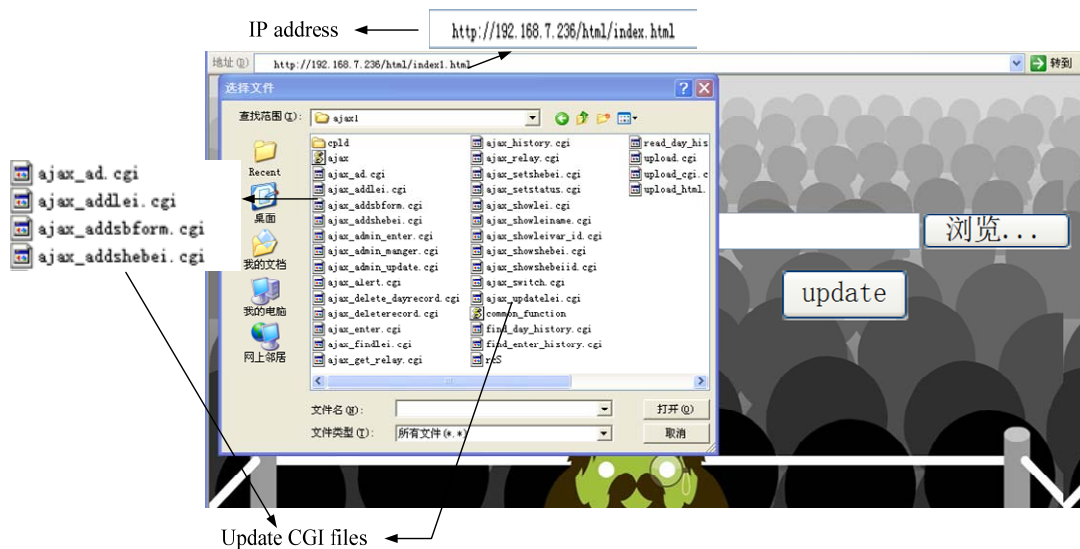 IP address
http://192.168.7.236/html/index.html
地址(D)
http://192.168.7.236/html/index1.html
转到
选择文件
查找范围(I):
ajax1
Recent
桌面
我的文档
我的电脑
网上邻居
cpld
ajax
ajax_ad.cgi
ajax_addlei.cgi
ajax_addsbform.cgi
ajax_addshebei.cgi
ajax_admin_enter.cgi
ajax_admin_manger.cgi
ajax_admin_update.cgi
ajax_alert.cgi
ajax_delete_dayrecord.cgi
ajax_deleterecord.cgi
ajax_enter.cgi
ajax_findlei.cgi
ajax_get_relay.cgi
ajax_history.cgi
ajax_relay.cgi
ajax_setshebei.cgi
ajax_setstatus.cgi
ajax_showlei.cgi
ajax_showleiname.cgi
ajax_showleivar_id.cgi
ajax_showshebei.cgi
ajax_showshebeiid.cgi
ajax_switch.cgi
ajax_updatelei.cgi
common_function
find_day_history.cgi
find_enter_history.cgi
rcS
read_day_his
upload.cgi
upload_cgi.c
upload_html.
文件名(N):
打开(O)
文件类型(T):
所有文件(*.*)
取消
ajax_ad.cgi
ajax_addlei.cgi
ajax_addsbform.cgi
ajax_addshebei.cgi
浏览...
update
Update CGI files